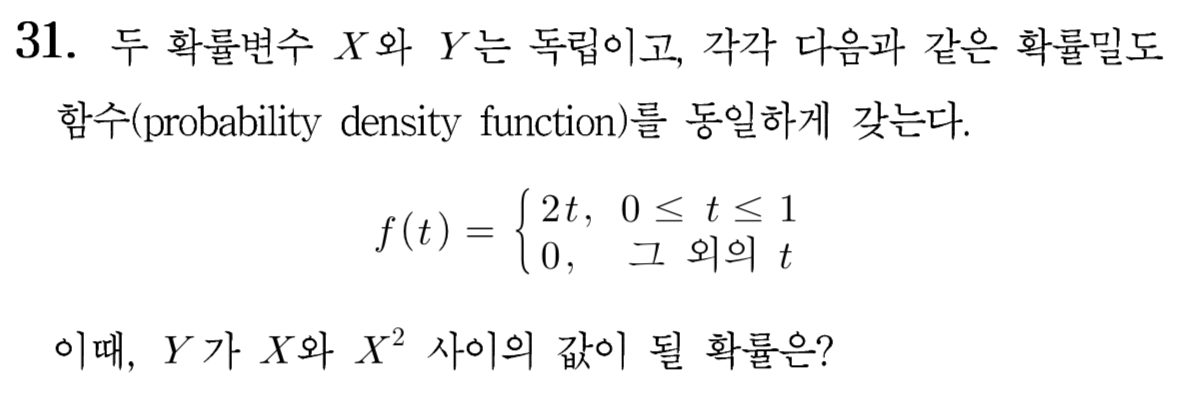 31. 두 확률변수 X와 Y는 독립이고, 각각 다음과 같은 확률밀도
함수(probability density function)를 동일하게 갖는다.
f(t) = { 2t, 0 ≤ t ≤ 1
0, 그 외의 t
이때, Y가 X와 X² 사이의 값이 될 확률은?